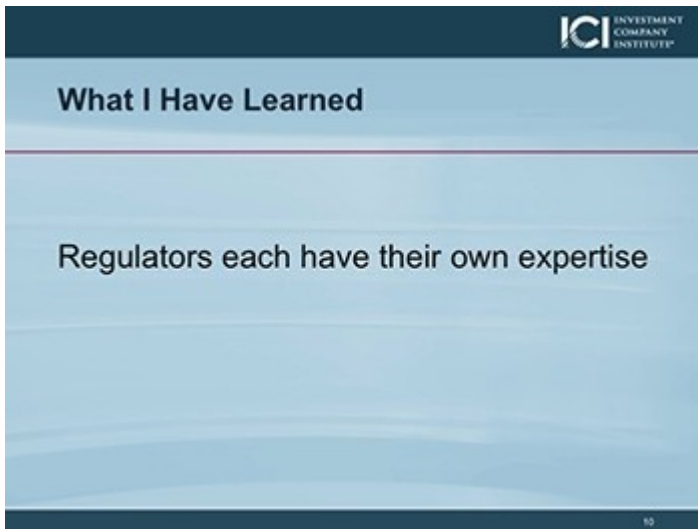 ICI INVESTMENT
COMPANY
INSTITUTE®
What I Have Learned
Regulators each have their own expertise
10